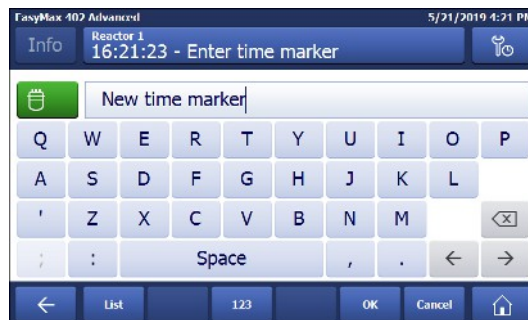 EasyMax 402 Advanced 5/21/2019 4:21 PM
Info
Reactor 1
16:21:23 - Enter time marker
New time marker
Q W E R T Y U I O P
A S D F G H J K L
' Z X C V B N M
; : Space , . ← →
← List 123 OK Cancel